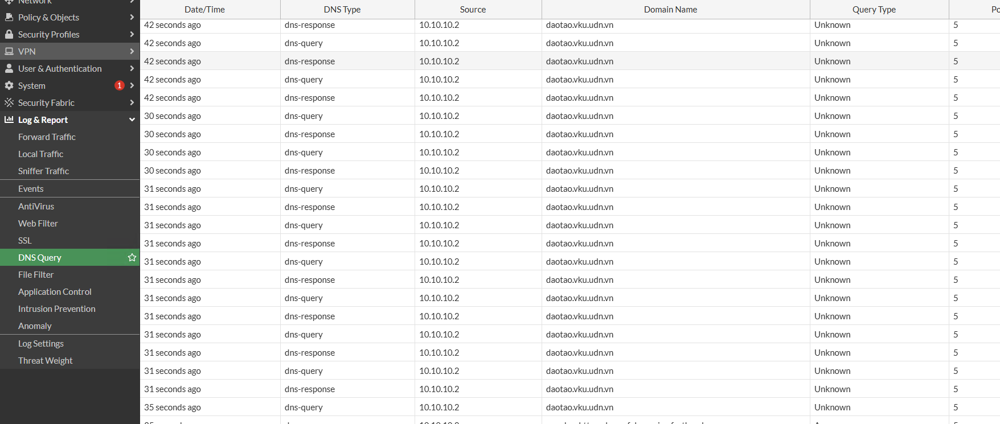 Network
Policy & Objects
Security Profiles
VPN
User & Authentication
System 1
Security Fabric
Log & Report
Forward Traffic
Local Traffic
Sniffer Traffic
Events
AntiVirus
Web Filter
SSL
DNS Query
File Filter
Application Control
Intrusion Prevention
Anomaly
Log Settings
Threat Weight
Date/Time DNS Type Source Domain Name Query Type
42 seconds ago dns-response 10.10.10.2 daotao.vku.udn.vn Unknown 5
42 seconds ago dns-query 10.10.10.2 daotao.vku.udn.vn Unknown 5
42 seconds ago dns-response 10.10.10.2 daotao.vku.udn.vn Unknown 5
42 seconds ago dns-query 10.10.10.2 daotao.vku.udn.vn Unknown 5
42 seconds ago dns-response 10.10.10.2 daotao.vku.udn.vn Unknown 5
30 seconds ago dns-query 10.10.10.2 daotao.vku.udn.vn Unknown 5
30 seconds ago dns-response 10.10.10.2 daotao.vku.udn.vn Unknown 5
30 seconds ago dns-query 10.10.10.2 daotao.vku.udn.vn Unknown 5
30 seconds ago dns-response 10.10.10.2 daotao.vku.udn.vn Unknown 5
31 seconds ago dns-query 10.10.10.2 daotao.vku.udn.vn Unknown 5
31 seconds ago dns-response 10.10.10.2 daotao.vku.udn.vn Unknown 5
31 seconds ago dns-query 10.10.10.2 daotao.vku.udn.vn Unknown 5
31 seconds ago dns-response 10.10.10.2 daotao.vku.udn.vn Unknown 5
31 seconds ago dns-query 10.10.10.2 daotao.vku.udn.vn Unknown 5
31 seconds ago dns-response 10.10.10.2 daotao.vku.udn.vn Unknown 5
31 seconds ago dns-query 10.10.10.2 daotao.vku.udn.vn Unknown 5
31 seconds ago dns-response 10.10.10.2 daotao.vku.udn.vn Unknown 5
31 seconds ago dns-query 10.10.10.2 daotao.vku.udn.vn Unknown 5
31 seconds ago dns-response 10.10.10.2 daotao.vku.udn.vn Unknown 5
31 seconds ago dns-query 10.10.10.2 daotao.vku.udn.vn Unknown 5
31 seconds ago dns-response 10.10.10.2 daotao.vku.udn.vn Unknown 5
35 seconds ago dns-query 10.10.10.2 daotao.vku.udn.vn Unknown 5